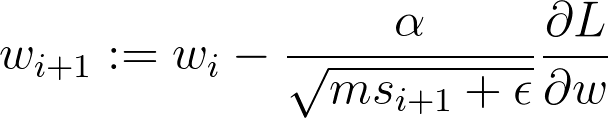 w_{i+1} := w_i - \frac{\alpha}{\sqrt{ms_{i+1} + \epsilon}} \frac{\partial L}{\partial w}